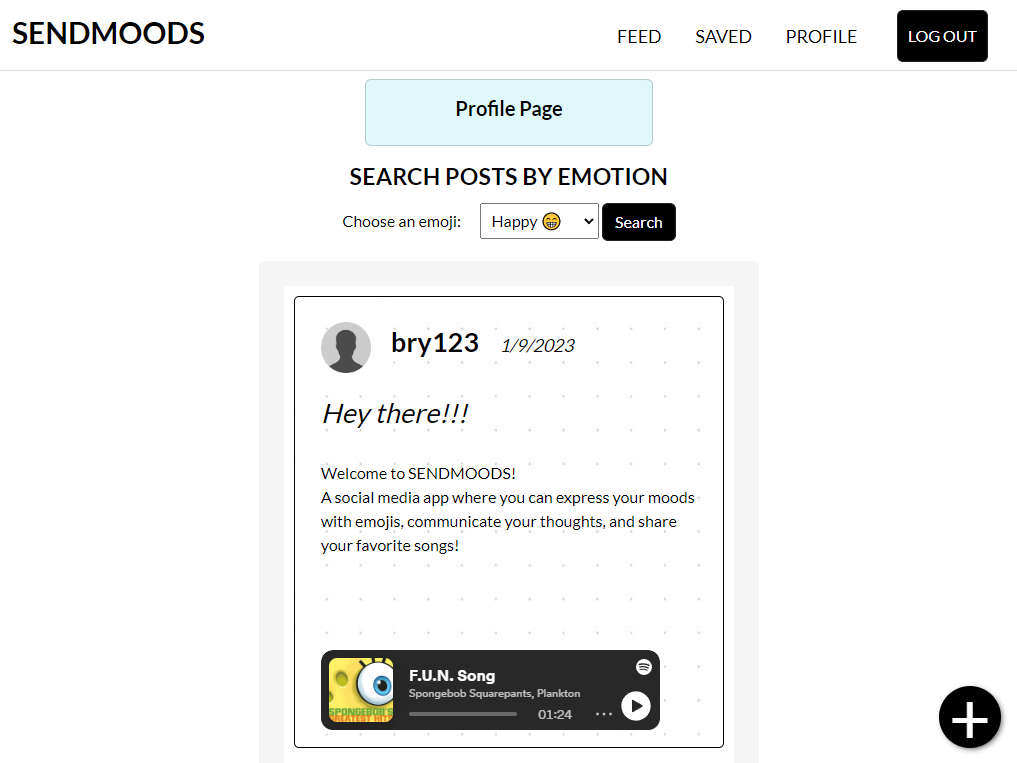 SENDMOODS
FEED SAVED PROFILE LOG OUT
Profile Page
SEARCH POSTS BY EMOTION
Choose an emoji: Happy 😁 Search
bry123 1/9/2023
Hey there!!!
Welcome to SENDMOODS!
A social media app where you can express your moods
with emojis, communicate your thoughts, and share
your favorite songs!
F.U.N. Song
Spongebob Squarepants, Plankton
SPONGEBOB'S
GREATEST HITS
01:24